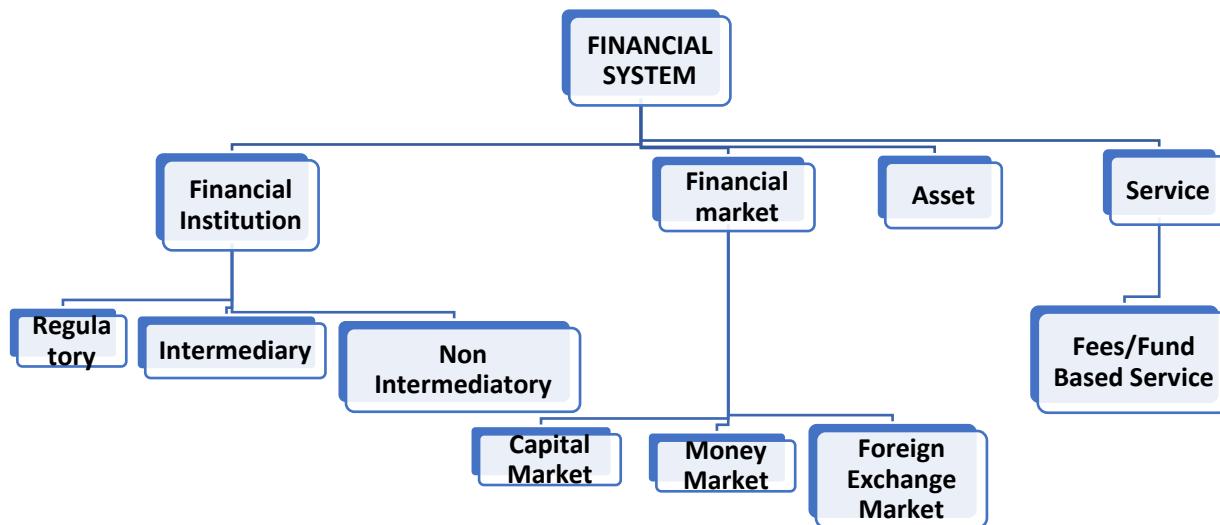 FINANCIAL
SYSTEM
Financial
Institution
Financial
market
Asset
Service
Regula
tory
Intermediary
Non
Intermediatory
Fees/Fund
Based Service
Capital
Market
Money
Market
Foreign
Exchange
Market